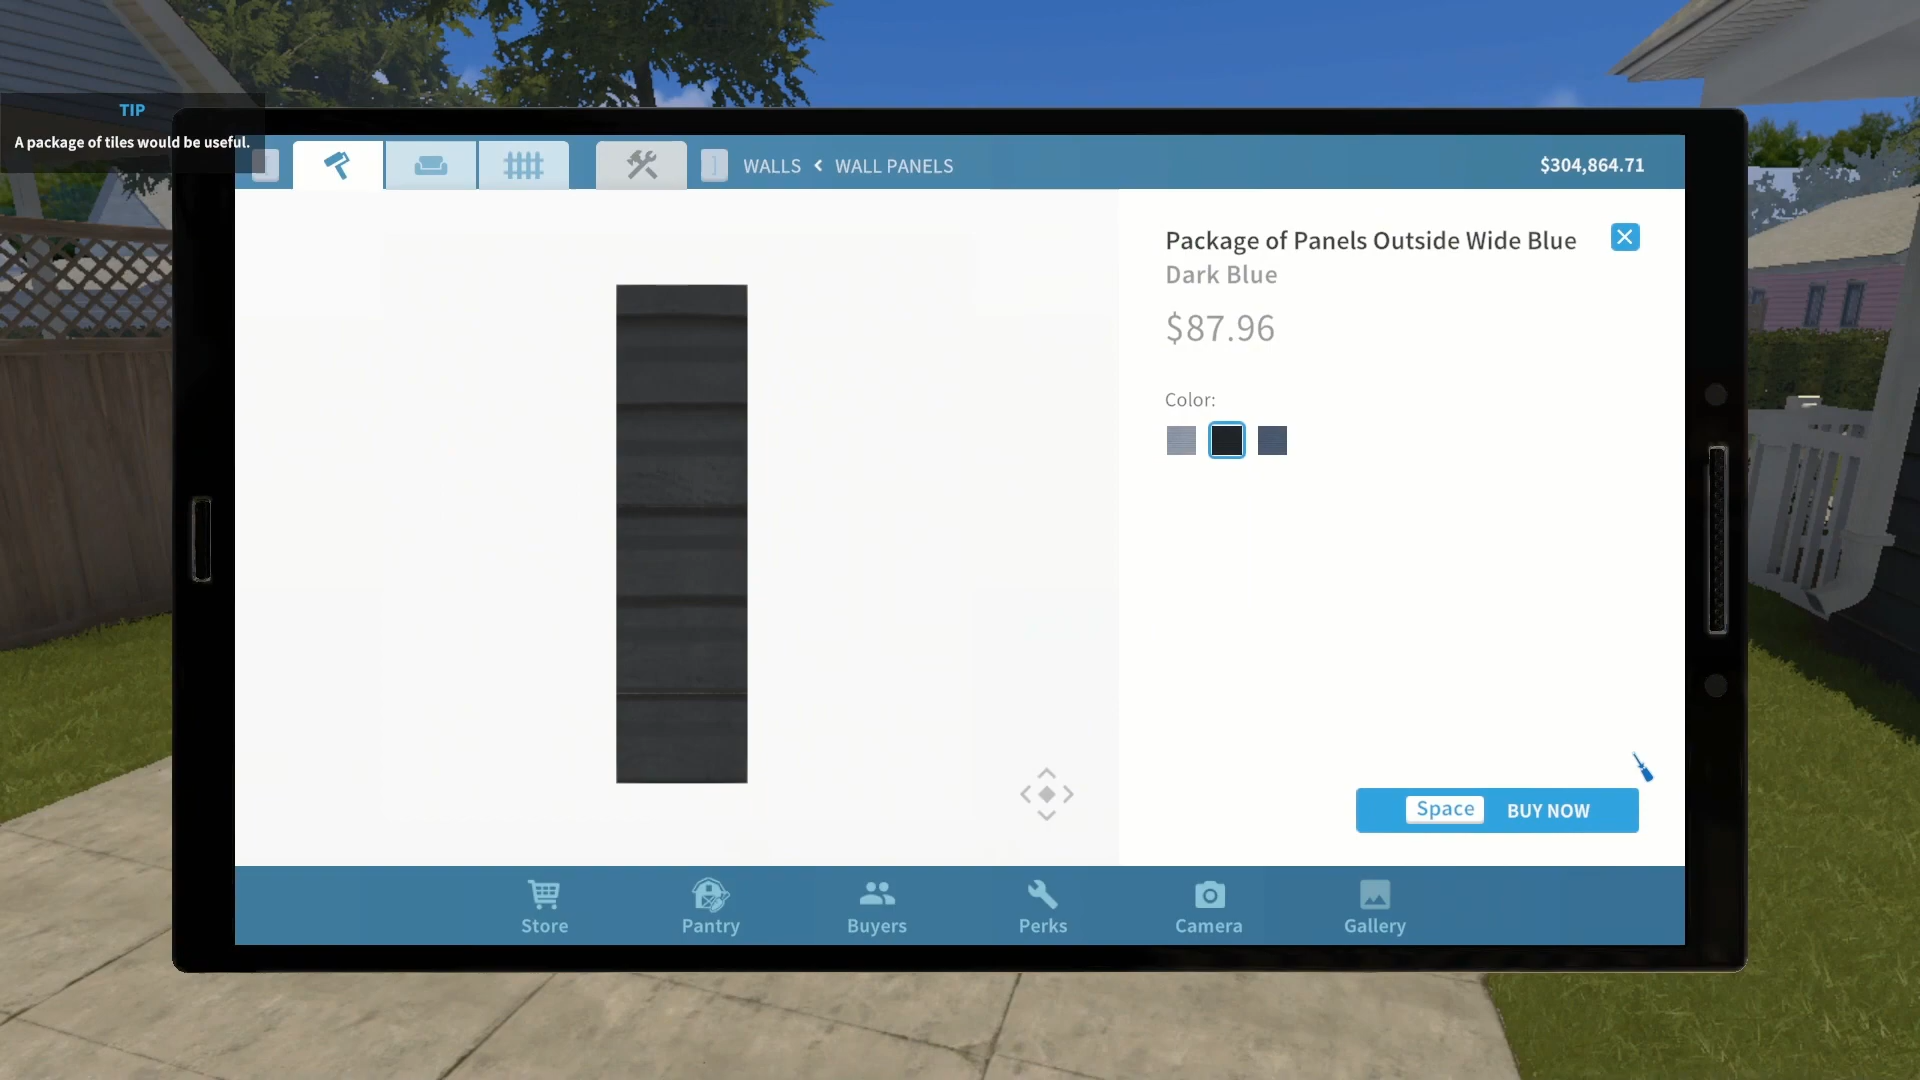 TIP
A package of tiles would be useful.
WALLS < WALL PANELS
$304,864.71
Package of Panels Outside Wide Blue
Dark Blue
$87.96
Color:
Space BUY NOW
Store Pantry Buyers Perks Camera Gallery